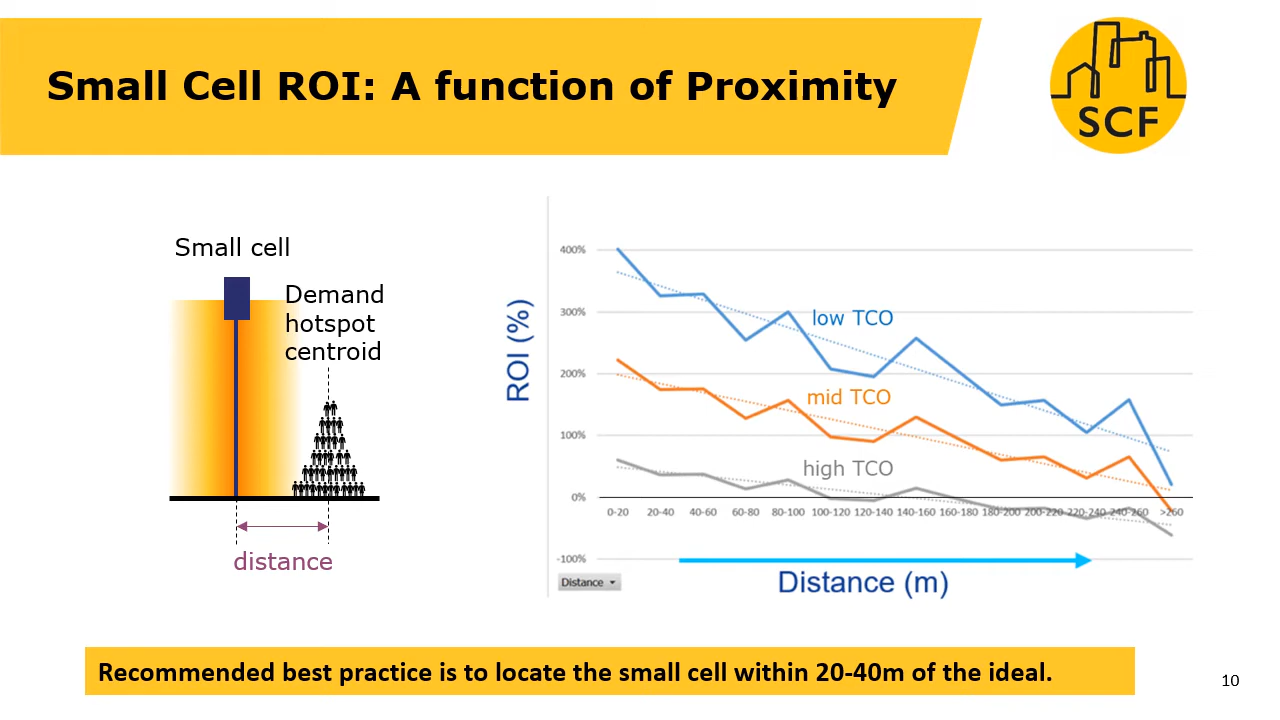 Small Cell ROI: A function of Proximity
SCF
Small cell
Demand
hotspot
centroid
distance
ROI (%)
400%
300%
200%
100%
0%
-100%
low TCO
mid TCO
high TCO
0-20 20-40 40-60 60-80 80-100 100-120 120-140 140-160 160-180 180-200 200-220 220-240 240-260 >260
Distance
Distance (m)
Recommended best practice is to locate the small cell within 20-40m of the ideal.
10